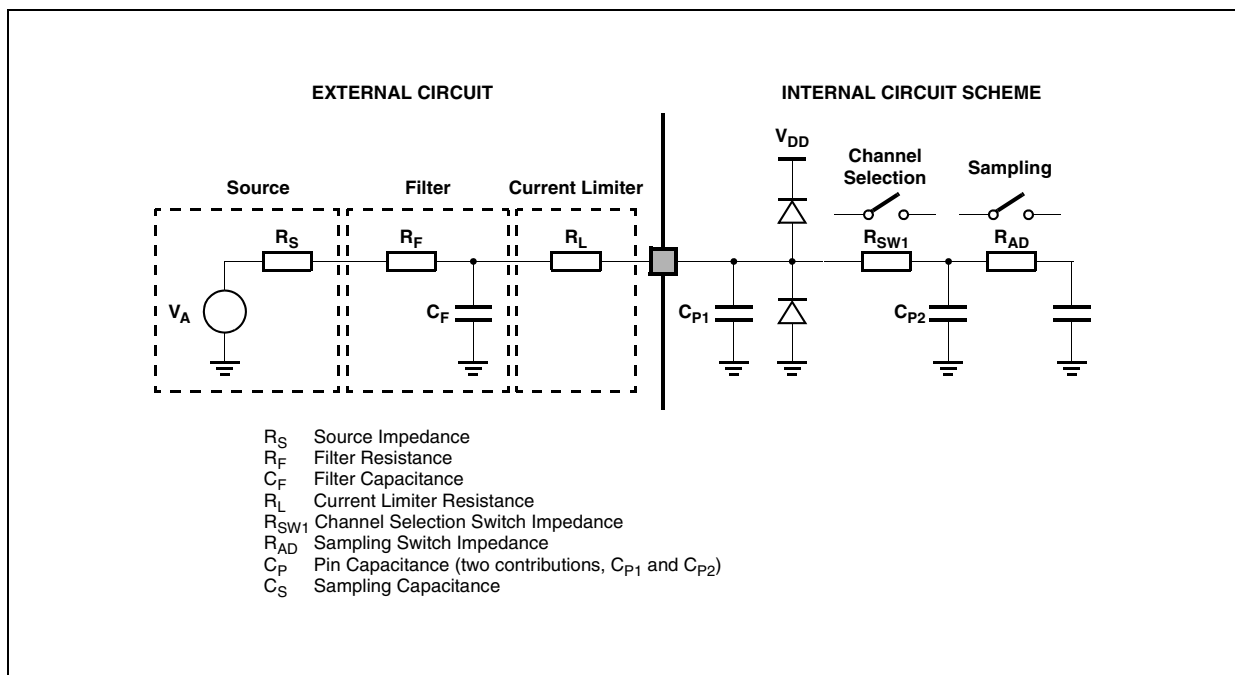 EXTERNAL CIRCUIT
INTERNAL CIRCUIT SCHEME
VDD
Channel
Selection
Sampling
Source
Filter
Current Limiter
RS
RF
RL
RSW1
RAD
VA
CF
CP1
CP2
RS Source Impedance
RF Filter Resistance
CF Filter Capacitance
RL Current Limiter Resistance
RSW1 Channel Selection Switch Impedance
RAD Sampling Switch Impedance
CP Pin Capacitance (two contributions, CP1 and CP2)
CS Sampling Capacitance